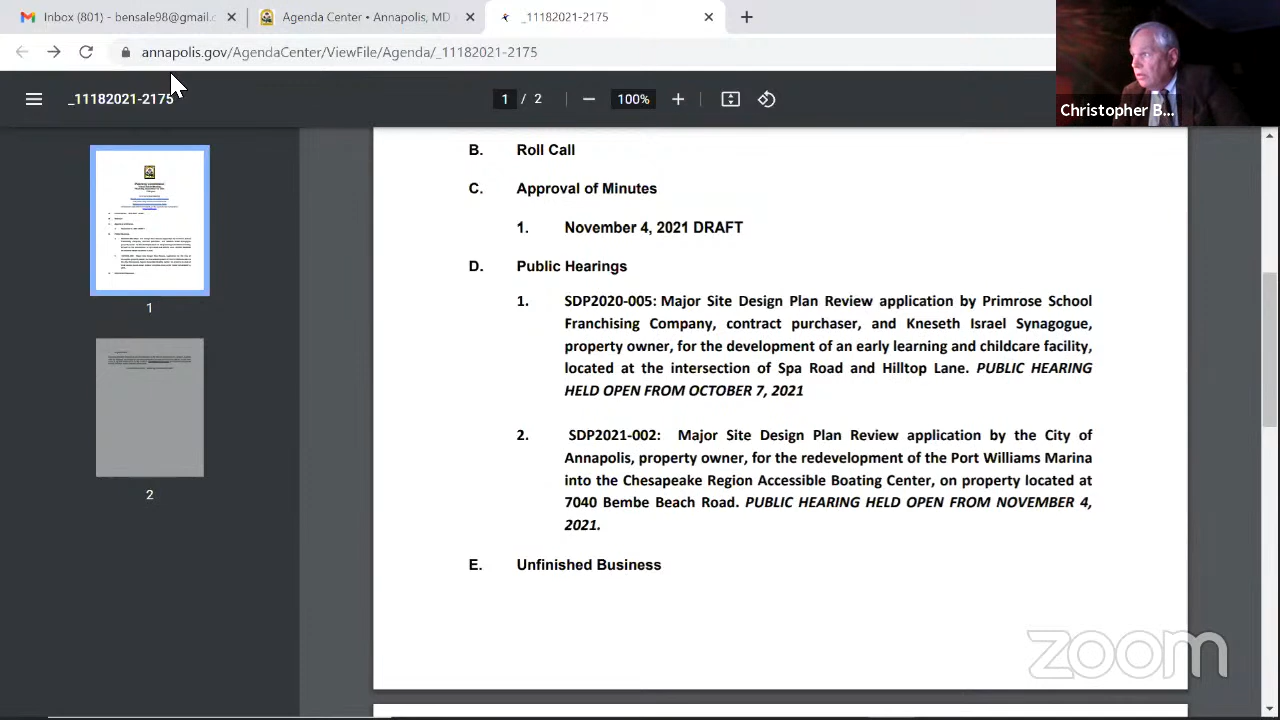 Inbox (801) - bensale98@gmail.c
Agenda Center • Annapolis, MD
_11182021-2175
annapolis.gov/AgendaCenter/ViewFile/Agenda/_11182021-2175
_11182021-2175
1 / 2
100%
Christopher B...
B. Roll Call
C. Approval of Minutes
1. November 4, 2021 DRAFT
D. Public Hearings
1. SDP2020-005: Major Site Design Plan Review application by Primrose School
Franchising Company, contract purchaser, and Kneseth Israel Synagogue,
property owner, for the development of an early learning and childcare facility,
located at the intersection of Spa Road and Hilltop Lane. PUBLIC HEARING
HELD OPEN FROM OCTOBER 7, 2021
2. SDP2021-002: Major Site Design Plan Review application by the City of
Annapolis, property owner, for the redevelopment of the Port Williams Marina
into the Chesapeake Region Accessible Boating Center, on property located at
7040 Bembe Beach Road. PUBLIC HEARING HELD OPEN FROM NOVEMBER 4,
2021.
E. Unfinished Business
1
2
zoom